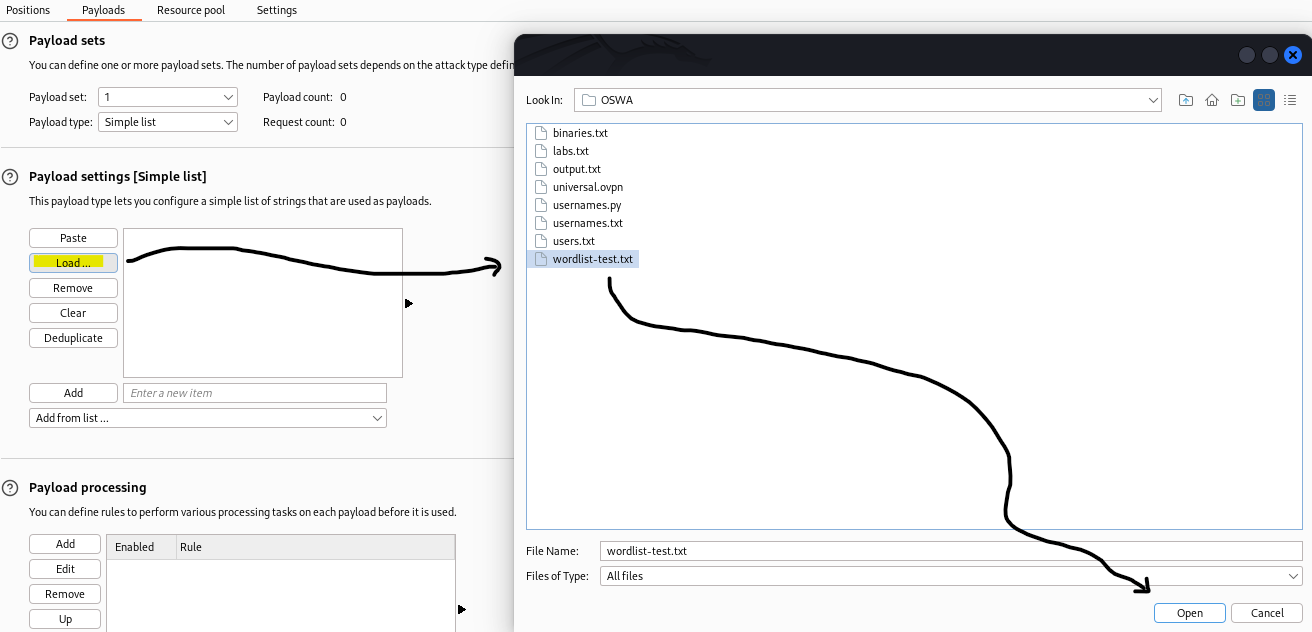 Positions Payloads Resource pool Settings
Payload sets
You can define one or more payload sets. The number of payload sets depends on the attack type defin
Payload set: 1 Payload count: 0
Payload type: Simple list Request count: 0
Payload settings [Simple list]
This payload type lets you configure a simple list of strings that are used as payloads.
Paste
Load ...
Remove
Clear
Deduplicate
Add Enter a new item
Add from list ...
Payload processing
You can define rules to perform various processing tasks on each payload before it is used.
Add Enabled Rule
Edit
Remove
Up
Look In: OSWA
binaries.txt
labs.txt
output.txt
universal.ovpn
usernames.py
usernames.txt
users.txt
wordlist-test.txt
File Name: wordlist-test.txt
Files of Type: All files
Open Cancel